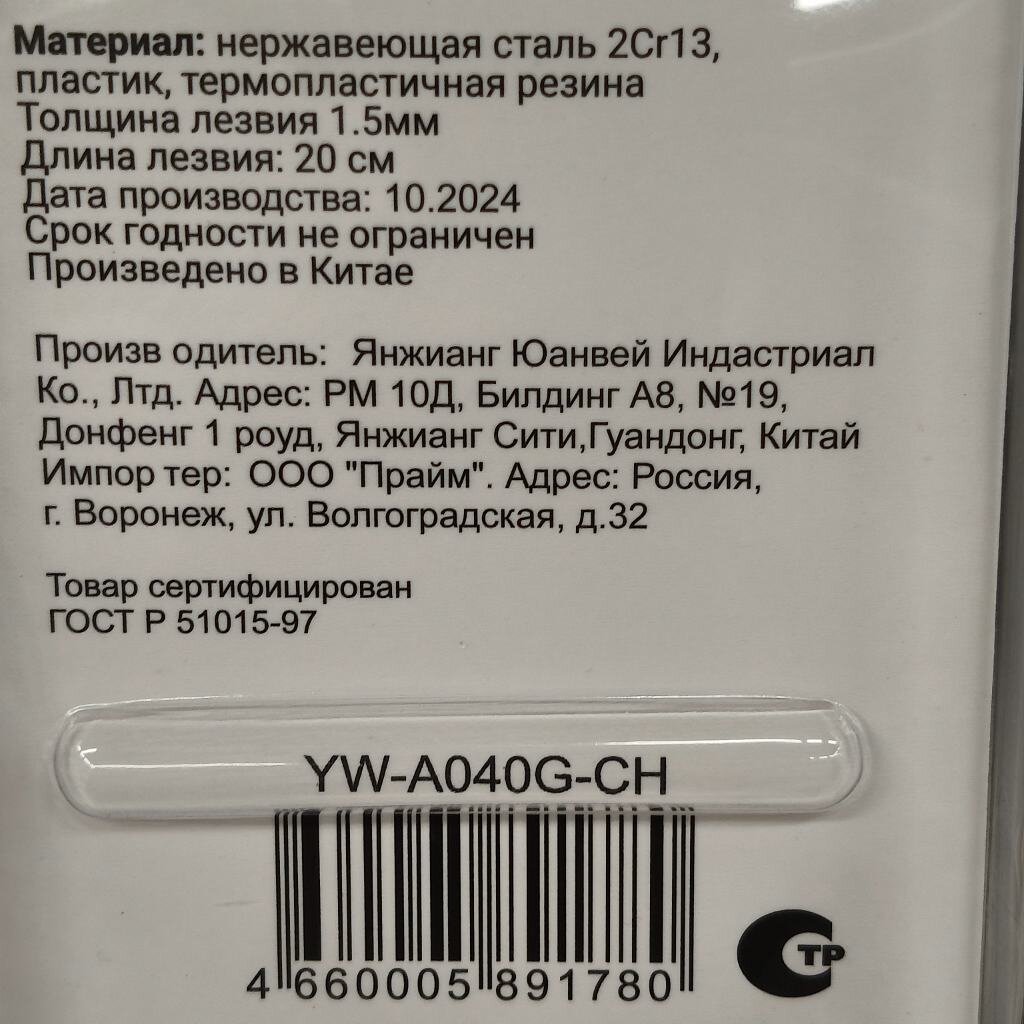 Материал: нержавеющая сталь 2Cr13,
пластик, термопластичная резина
Толщина лезвия 1.5мм
Длина лезвия: 20 см
Дата производства: 10.2024
Срок годности не ограничен
Произведено в Китае
Произв одитель: Янжианг Юанвей Индастриал
Ко., Лтд. Адрес: РМ 10Д, Билдинг А8, №19,
Донфенг 1 роуд, Янжианг Сити,Гуандонг, Китай
Импор тер: ООО "Прайм". Адрес: Россия,
г. Воронеж, ул. Волгоградская, д.32
Товар сертифицирован
ГОСТ Р 51015-97
YW-A040G-CH
4 660005 891780
СТР